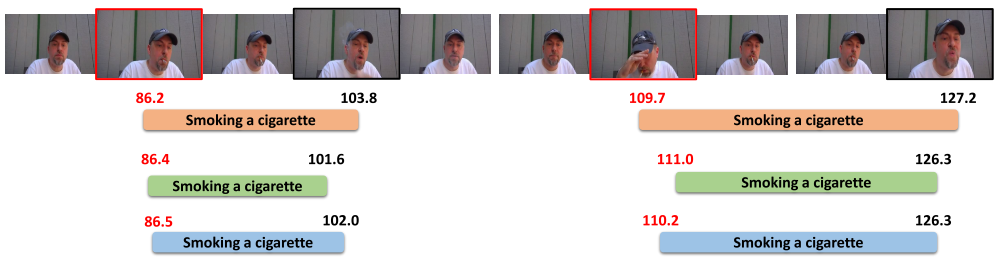 86.2 103.8 109.7 127.2
Smoking a cigarette Smoking a cigarette
86.4 101.6 111.0 126.3
Smoking a cigarette Smoking a cigarette
86.5 102.0 110.2 126.3
Smoking a cigarette Smoking a cigarette